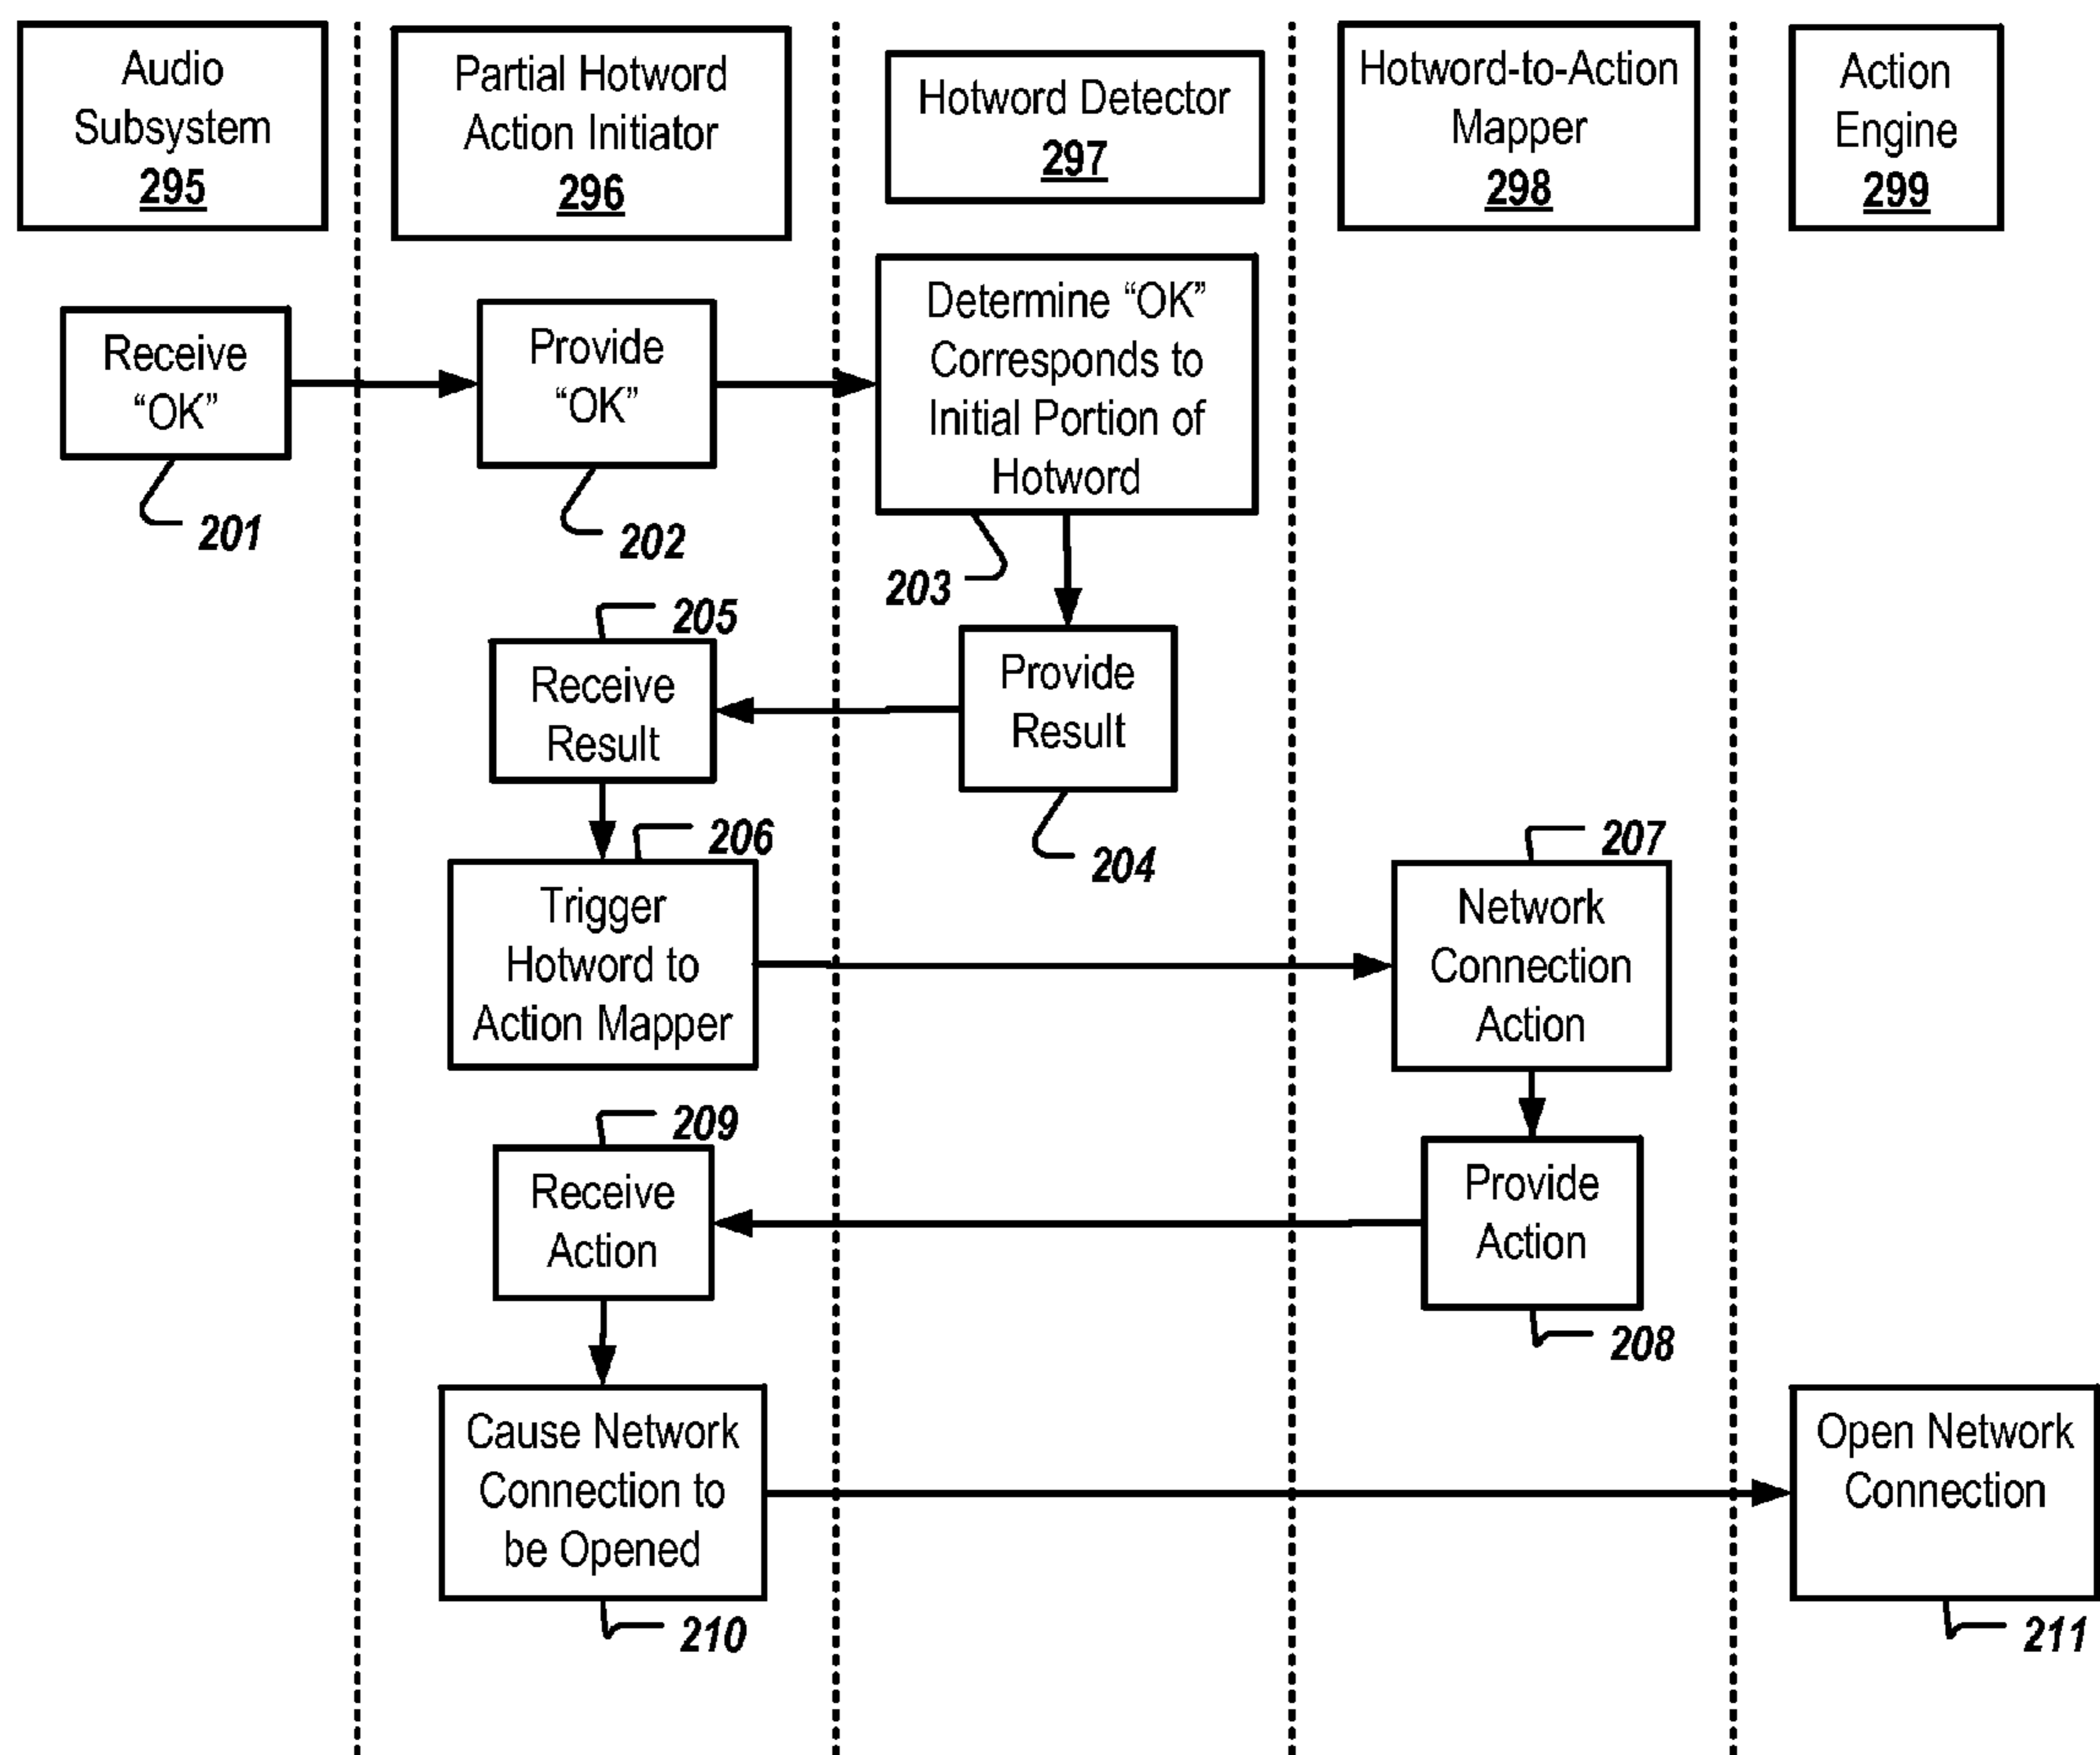 Audio
Subsystem
295
Partial Hotword
Action Initiator
296
Hotword Detector
297
Hotword-to-Action
Mapper
298
Action
Engine
299
Receive
“OK”
201
Provide
“OK”
202
Determine “OK”
Corresponds to
Initial Portion of
Hotword
203
Provide
Result
204
205
Receive
Result
206
Trigger
Hotword to
Action Mapper
207
Network
Connection
Action
Provide
Action
208
209
Receive
Action
Cause Network
Connection to
be Opened
210
Open Network
Connection
211